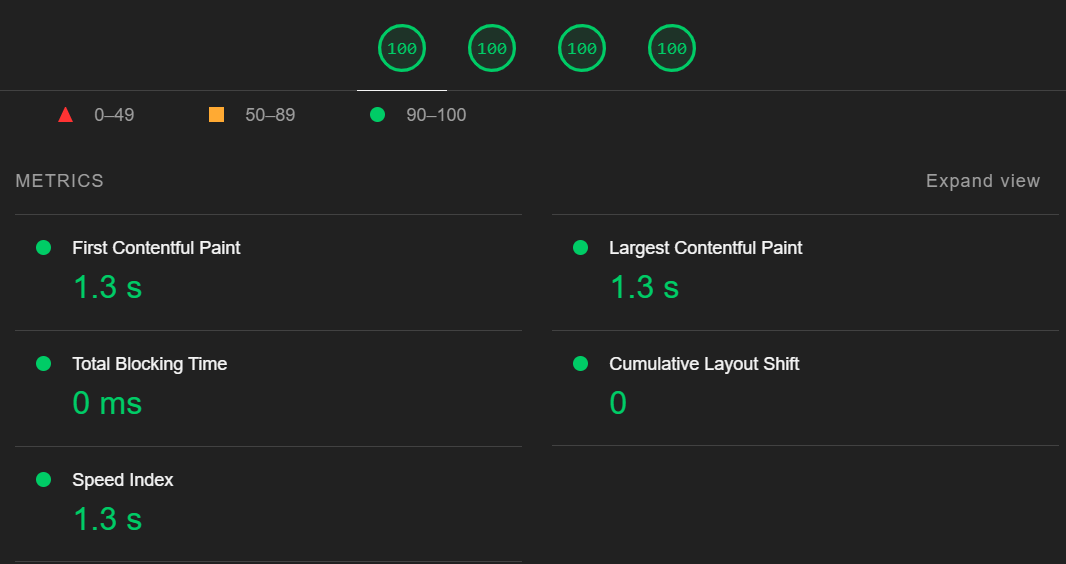 100 100 100 100
0–49 50–89 90–100
METRICS Expand view
First Contentful Paint
1.3 s
Largest Contentful Paint
1.3 s
Total Blocking Time
0 ms
Cumulative Layout Shift
0
Speed Index
1.3 s